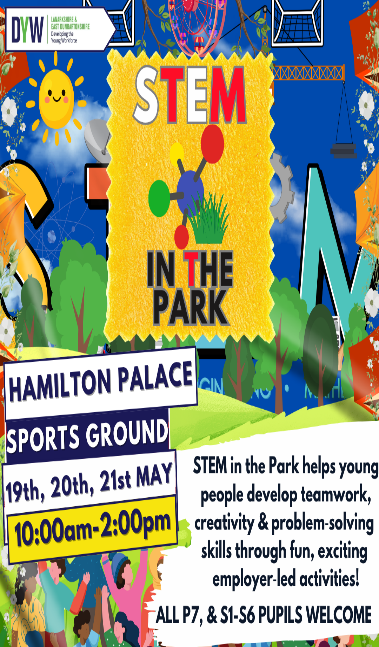 DYW
LANARKSHIRE &
EAST DUNBARTONSHIRE
Developing the
Young Workforce
STEM
IN THE
PARK
HAMILTON PALACE
SPORTS GROUND
19th, 20th, 21st MAY
10:00am-2:00pm
STEM in the Park helps young
people develop teamwork,
creativity & problem-solving
skills through fun, exciting
employer-led activities!
ALL P7, & S1-S6 PUPILS WELCOME